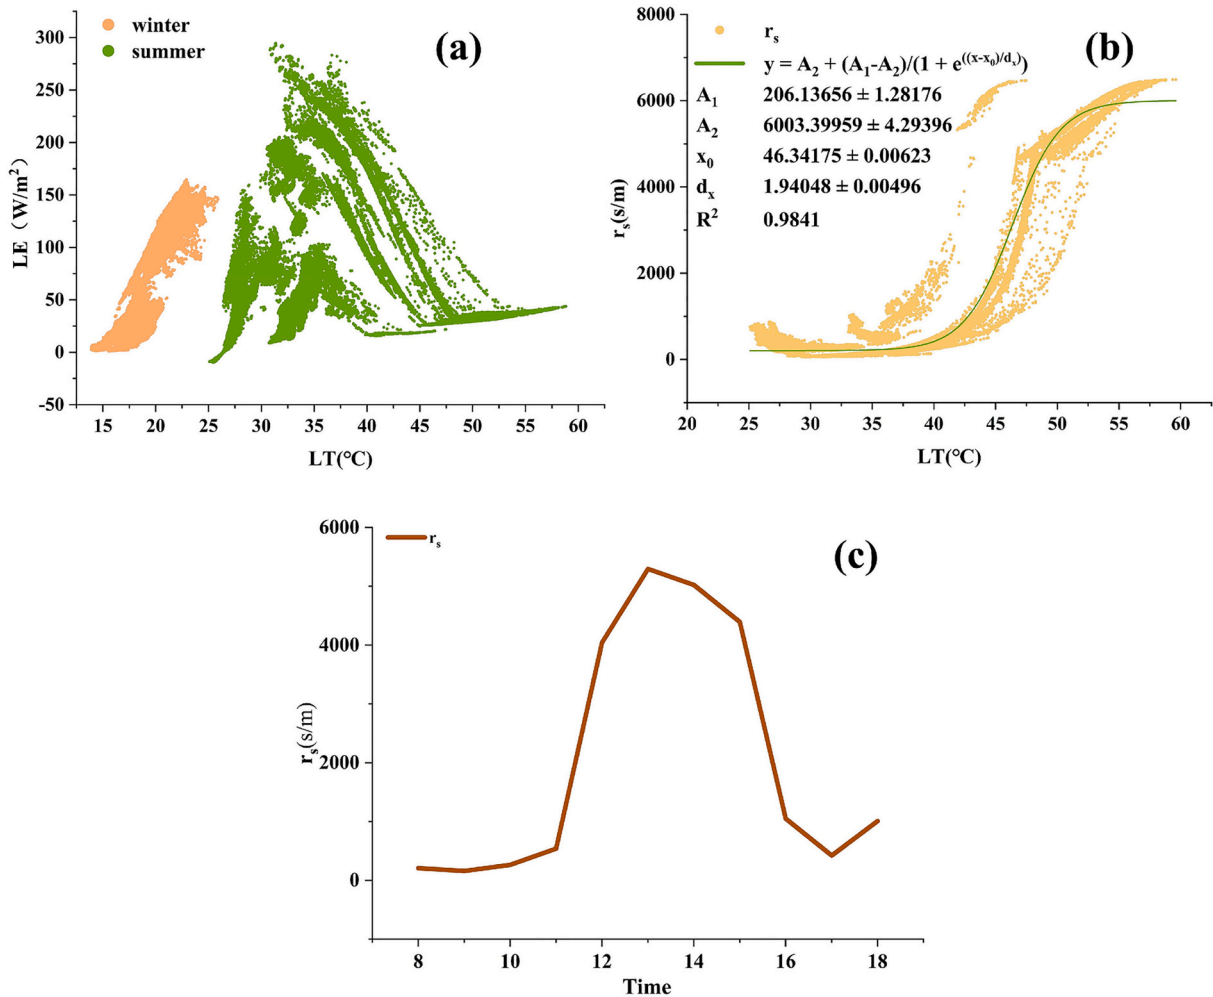 winter
summer
(a)
300
250
200
150
100
50
0
-50
LE（W/m²）
15 20 25 30 35 40 45 50 55 60
LT(℃)
(b)
r_s
y = A₂ + (A₁-A₂)/(1 + e^((x-x₀)/dₓ))
A₁ 206.13656 ± 1.28176
A₂ 6003.39959 ± 4.29396
x₀ 46.34175 ± 0.00623
dₓ 1.94048 ± 0.00496
R² 0.9841
8000
6000
4000
2000
0
r_s(s/m)
20 25 30 35 40 45 50 55 60
LT(℃)
r_s
(c)
6000
4000
2000
0
r_s(s/m)
8 10 12 14 16 18
Time